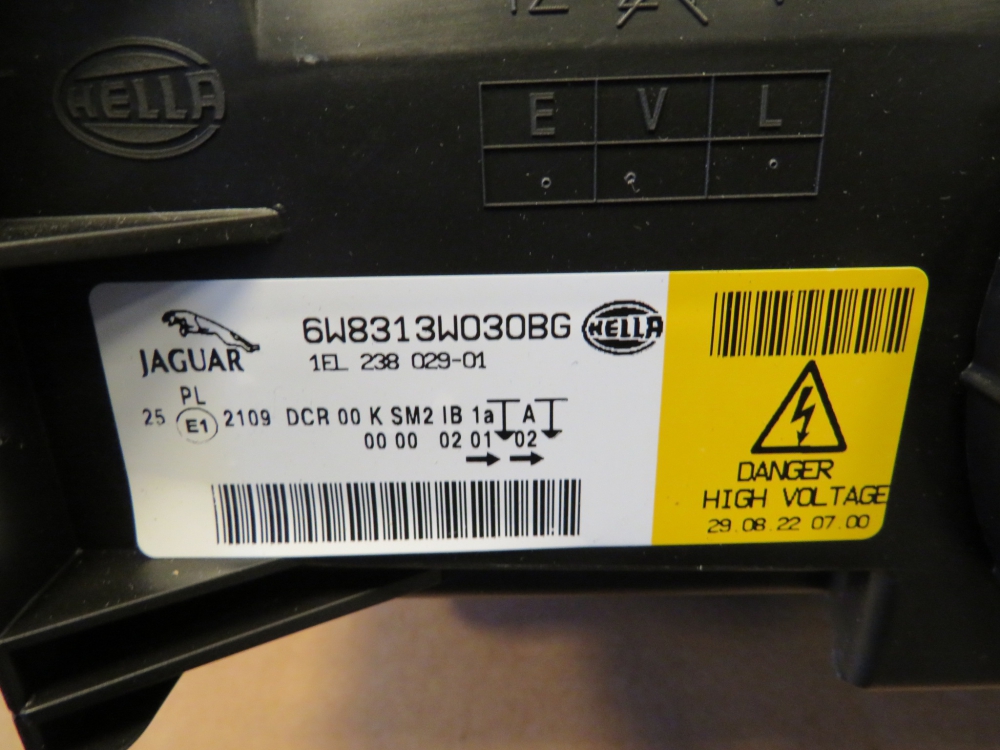 HELLA
E V L
JAGUAR
6W8313W030BG HELLA
1EL 238 029-01
PL
25 E1 2109 DCR 00 K SM2 IB 1a A
00 00 02 01 02
DANGER
HIGH VOLTAGE
29.08.22 07.00